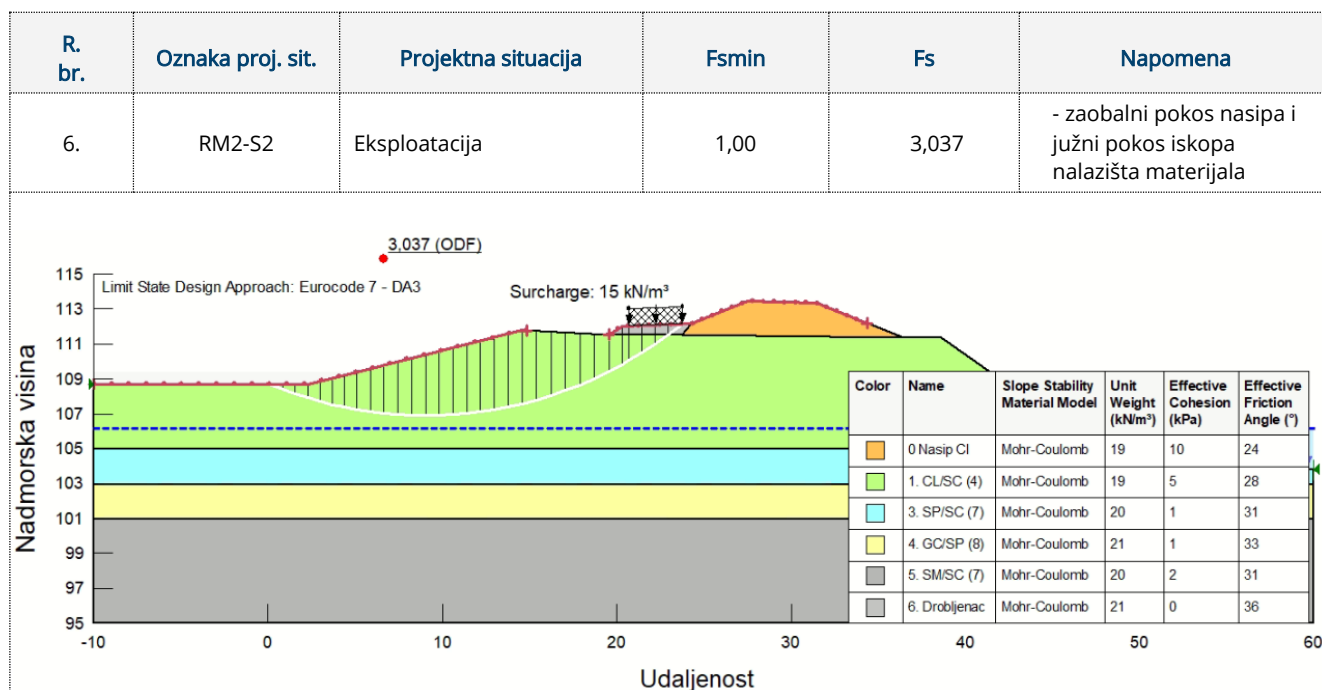 R. br. Oznaka proj. sit. Projektna situacija Fsmin Fs Napomena
6. RM2-S2 Eksploatacija 1,00 3,037 - zaobalni pokos nasipa i
južni pokos iskopa
nalazišta materijala
3,037 (ODF)
Limit State Design Approach: Eurocode 7 - DA3
Surcharge: 15 kN/m³
Nadmorska visina
115
113
111
109
107
105
103
101
99
97
95
-10 0 10 20 30 40 50 60
Udaljenost
Color Name Slope Stability Material Model Unit Weight (kN/m³) Effective Cohesion (kPa) Effective Friction Angle (°)
0 Nasip CI Mohr-Coulomb 19 10 24
1. CL/SC (4) Mohr-Coulomb 19 5 28
3. SP/SC (7) Mohr-Coulomb 20 1 31
4. GC/SP (8) Mohr-Coulomb 21 1 33
5. SM/SC (7) Mohr-Coulomb 20 2 31
6. Drobljenac Mohr-Coulomb 21 0 36